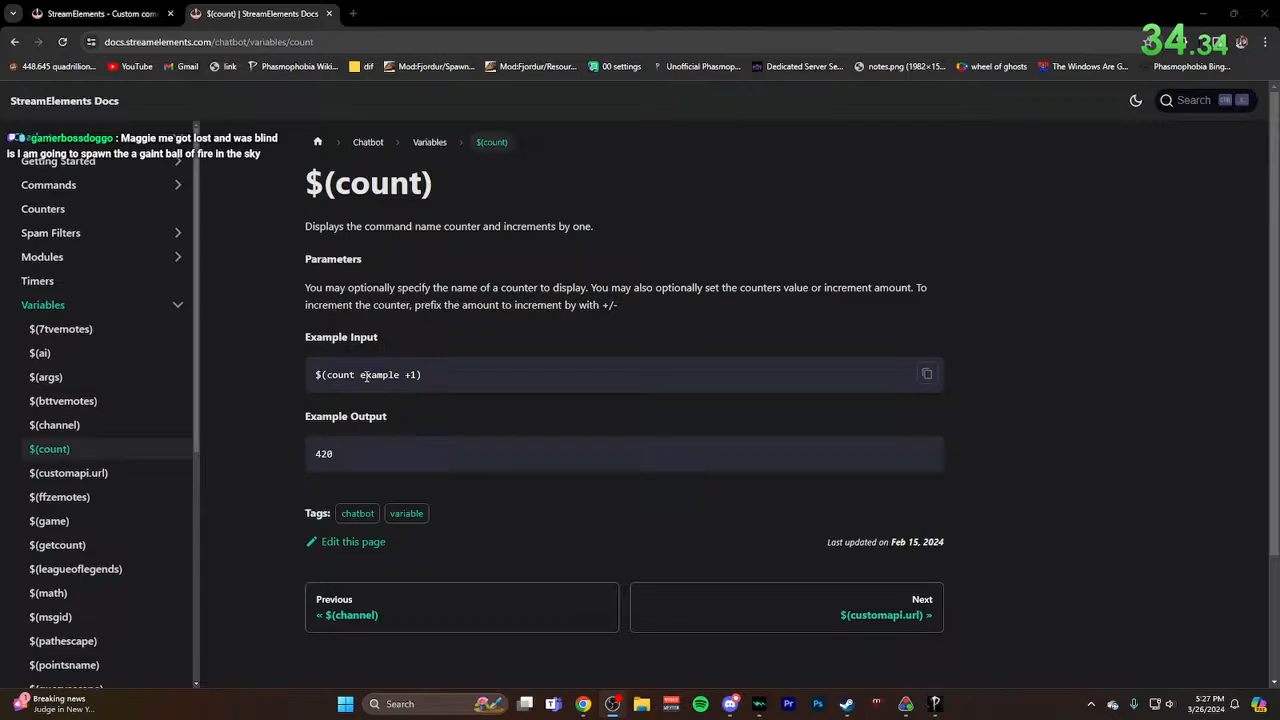 StreamElements - Custom com
$(count) | StreamElements Docs
34.34
docs.streamelements.com/chatbot/variables/count
448.645 quadrillion...
YouTube
Gmail
link
Phasmophobia Wiki...
dif
Mod:Fjordur/Spawn...
Mod:Fjordur/Resour...
00 settings
Unofficial Phasmop...
Dedicated Server Se...
notes.png (1982×15...
wheel of ghosts
The Windows Are G...
Phasmophobia Bing...
StreamElements Docs
Search
gamerbossdoggo : Maggie me got lost and was blind
is I am going to spawn the a gaint ball of fire in the sky
Getting Started
Commands
Counters
Spam Filters
Modules
Timers
Variables
$(7tvemotes)
$(ai)
$(args)
$(bttvemotes)
$(channel)
$(count)
$(customapi.url)
$(ffzemotes)
$(game)
$(getcount)
$(leagueoflegends)
$(math)
$(msgid)
$(pathescape)
$(pointsname)
Chatbot
Variables
$(count)
$(count)
Displays the command name counter and increments by one.
Parameters
You may optionally specify the name of a counter to display. You may also optionally set the counters value or increment amount. To
increment the counter, prefix the amount to increment by with +/-
Example Input
$(count example +1)
Example Output
420
Tags: chatbot variable
Edit this page
Last updated on Feb 15, 2024
Previous
« $(channel)
Next
$(customapi.url) »
Breaking news
Judge in New Y...
Search
5:27 PM
3/26/2024